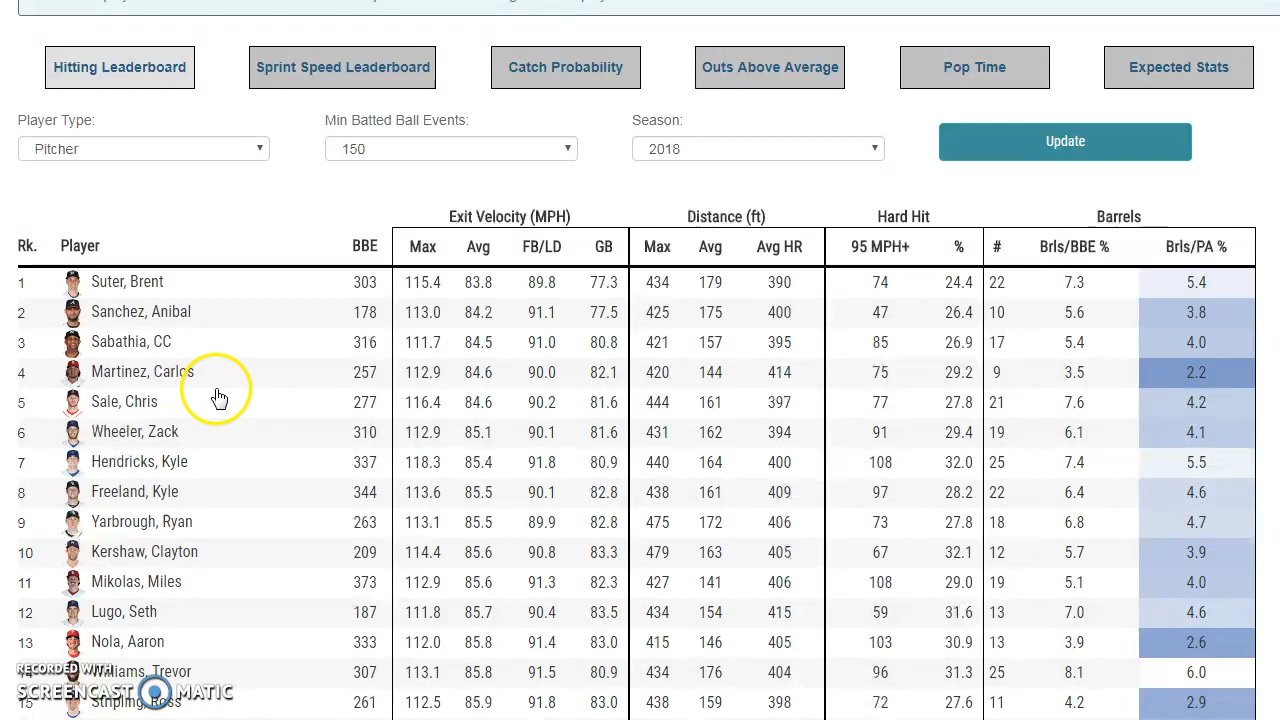 Hitting Leaderboard Sprint Speed Leaderboard Catch Probability Outs Above Average Pop Time Expected Stats
Player Type: Min Batted Ball Events: Season:
Pitcher 150 2018 Update
Exit Velocity (MPH) Distance (ft) Hard Hit Barrels
Rk. Player BBE Max Avg FB/LD GB Max Avg Avg HR 95 MPH+ % # Brls/BBE % Brls/PA %
1 Suter, Brent 303 115.4 83.8 89.8 77.3 434 179 390 74 24.4 22 7.3 5.4
2 Sanchez, Anibal 178 113.0 84.2 91.1 77.5 425 175 400 47 26.4 10 5.6 3.8
3 Sabathia, CC 316 111.7 84.5 91.0 80.8 421 157 395 85 26.9 17 5.4 4.0
4 Martinez, Carlos 257 112.9 84.6 90.0 82.1 420 144 414 75 29.2 9 3.5 2.2
5 Sale, Chris 277 116.4 84.6 90.2 81.6 444 161 397 77 27.8 21 7.6 4.2
6 Wheeler, Zack 310 112.9 85.1 90.1 81.6 431 162 394 91 29.4 19 6.1 4.1
7 Hendricks, Kyle 337 118.3 85.4 91.8 80.9 440 164 400 108 32.0 25 7.4 5.5
8 Freeland, Kyle 344 113.6 85.5 90.1 82.8 438 161 409 97 28.2 22 6.4 4.6
9 Yarbrough, Ryan 263 113.1 85.5 89.9 82.8 475 172 406 73 27.8 18 6.8 4.7
10 Kershaw, Clayton 209 114.4 85.6 90.8 83.3 479 163 405 67 32.1 12 5.7 3.9
11 Mikolas, Miles 373 112.9 85.6 91.3 82.3 427 141 406 108 29.0 19 5.1 4.0
12 Lugo, Seth 187 111.8 85.7 90.4 83.5 434 154 415 59 31.6 13 7.0 4.6
13 Nola, Aaron 333 112.0 85.8 91.4 83.0 415 146 405 103 30.9 13 3.9 2.6
14 Williams, Trevor 307 113.1 85.8 91.5 80.9 434 176 404 96 31.3 25 8.1 6.0
15 Stripling, Ross 261 112.5 85.9 91.8 83.0 438 159 398 72 27.6 11 4.2 2.9
RECORDED WITH
SCREENCAST MATIC